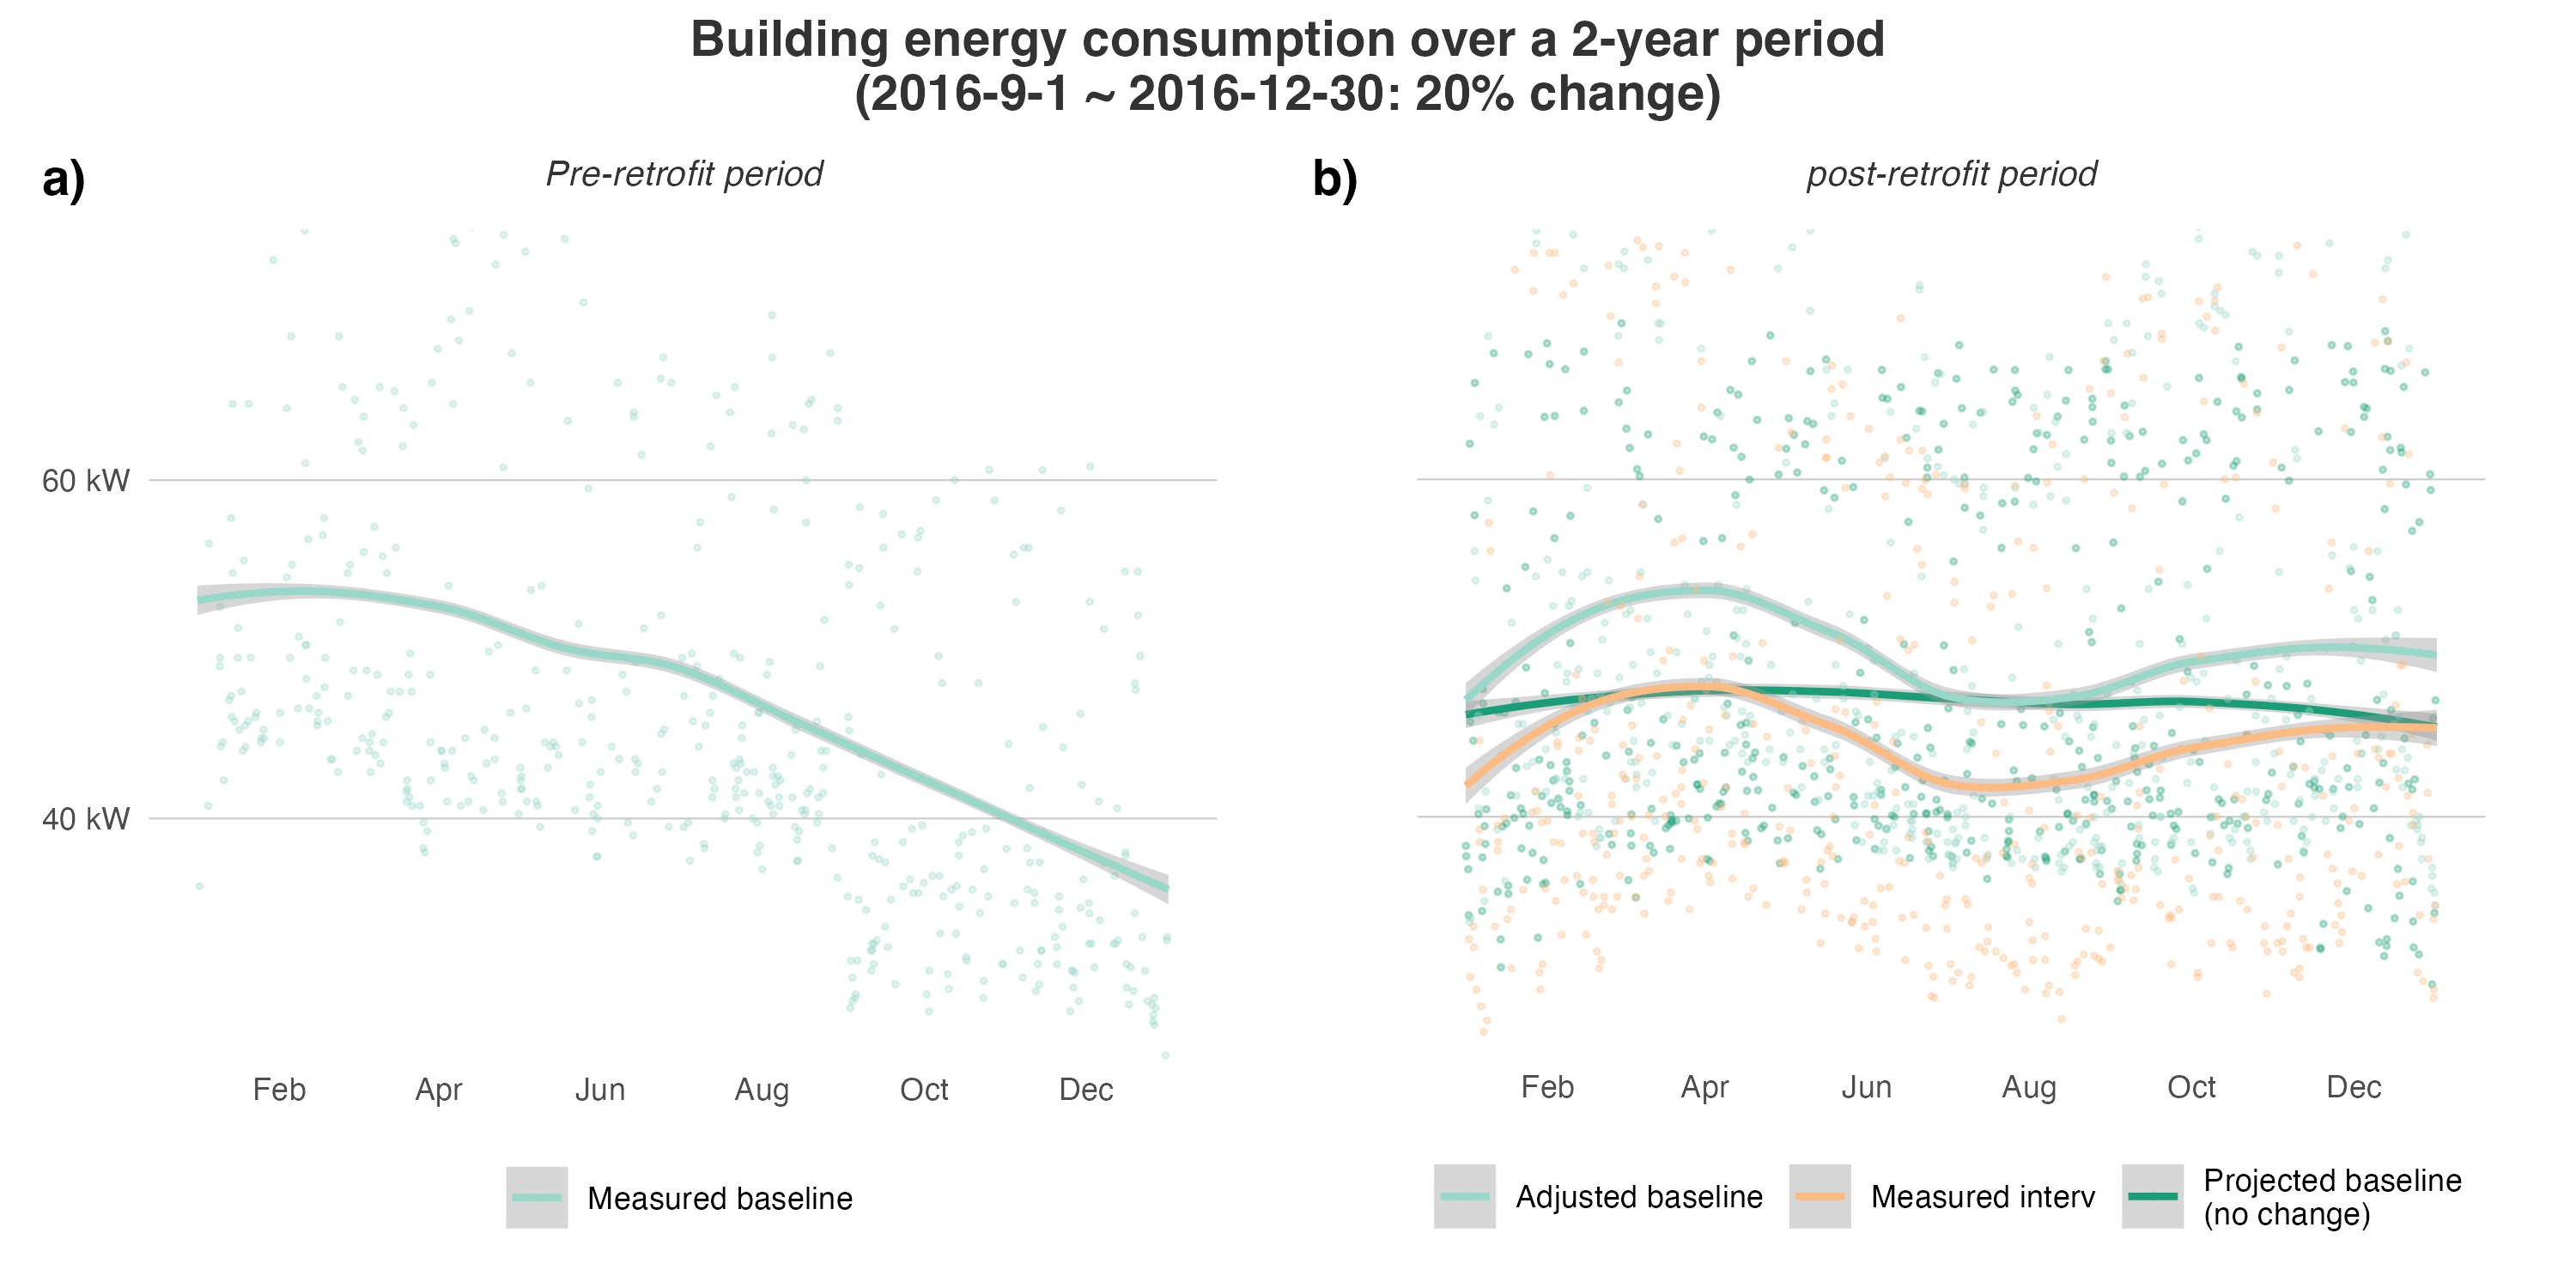 Building energy consumption over a 2-year period
(2016-9-1 ~ 2016-12-30: 20% change)
a)
Pre-retrofit period
60 kW
40 kW
Feb Apr Jun Aug Oct Dec
Measured baseline
b)
post-retrofit period
Feb Apr Jun Aug Oct Dec
Adjusted baseline
Measured interv
Projected baseline
(no change)